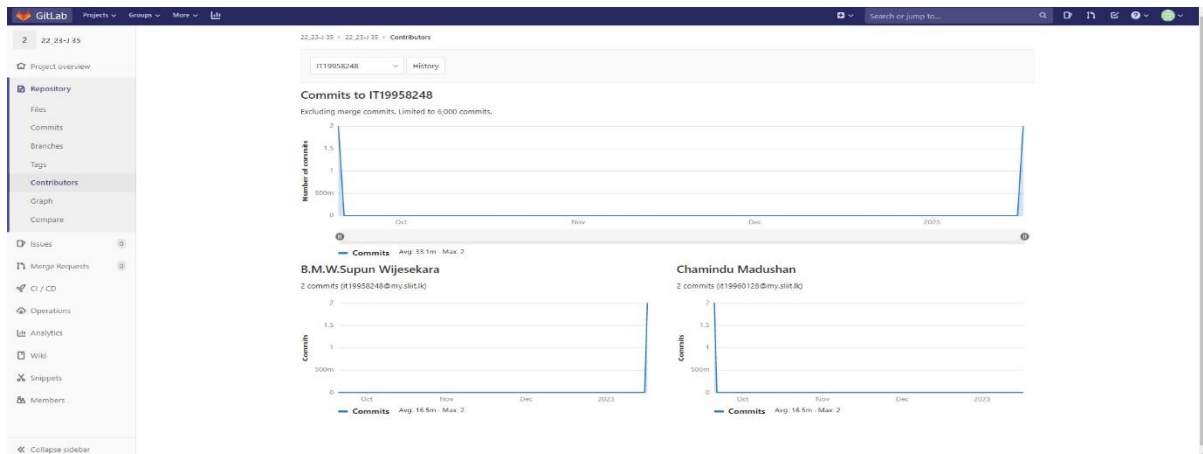 GitLab Projects Groups More Search or jump to...
2 22_23-J 35
Project overview
Repository
Files
Commits
Branches
Tags
Contributors
Graph
Compare
Issues 0
Merge Requests 0
CI / CD
Operations
Analytics
Wiki
Snippets
Members
Collapse sidebar
22_23-J 35 › 22_23-J 35 › Contributors
IT19958248 History
Commits to IT19958248
Excluding merge commits. Limited to 6,000 commits.
Number of commits
2
1.5
1
500m
0
Oct Nov Dec 2023
Commits Avg: 33.1m · Max: 2
B.M.W.Supun Wijesekara
2 commits (it19958248@my.sliit.lk)
Commits
2
1.5
1
500m
0
Oct Nov Dec 2023
Commits Avg: 16.5m · Max: 2
Chamindu Madushan
2 commits (it19960128@my.sliit.lk)
Commits
2
1.5
1
500m
0
Oct Nov Dec 2023
Commits Avg: 16.5m · Max: 2